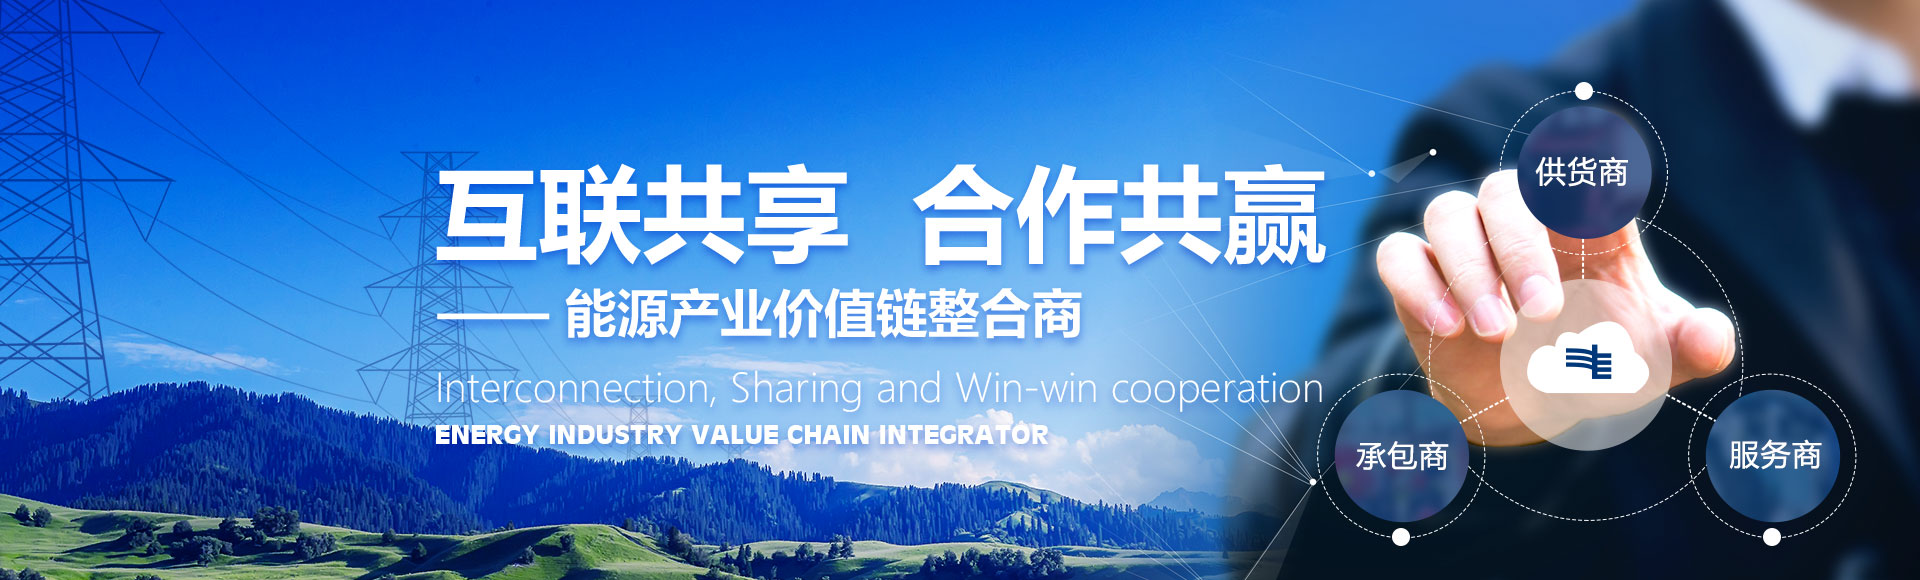 互联共享 合作共赢
—— 能源产业价值链整合商
Interconnection, Sharing and Win-win cooperation
ENERGY INDUSTRY VALUE CHAIN INTEGRATOR
供货商
承包商
服务商